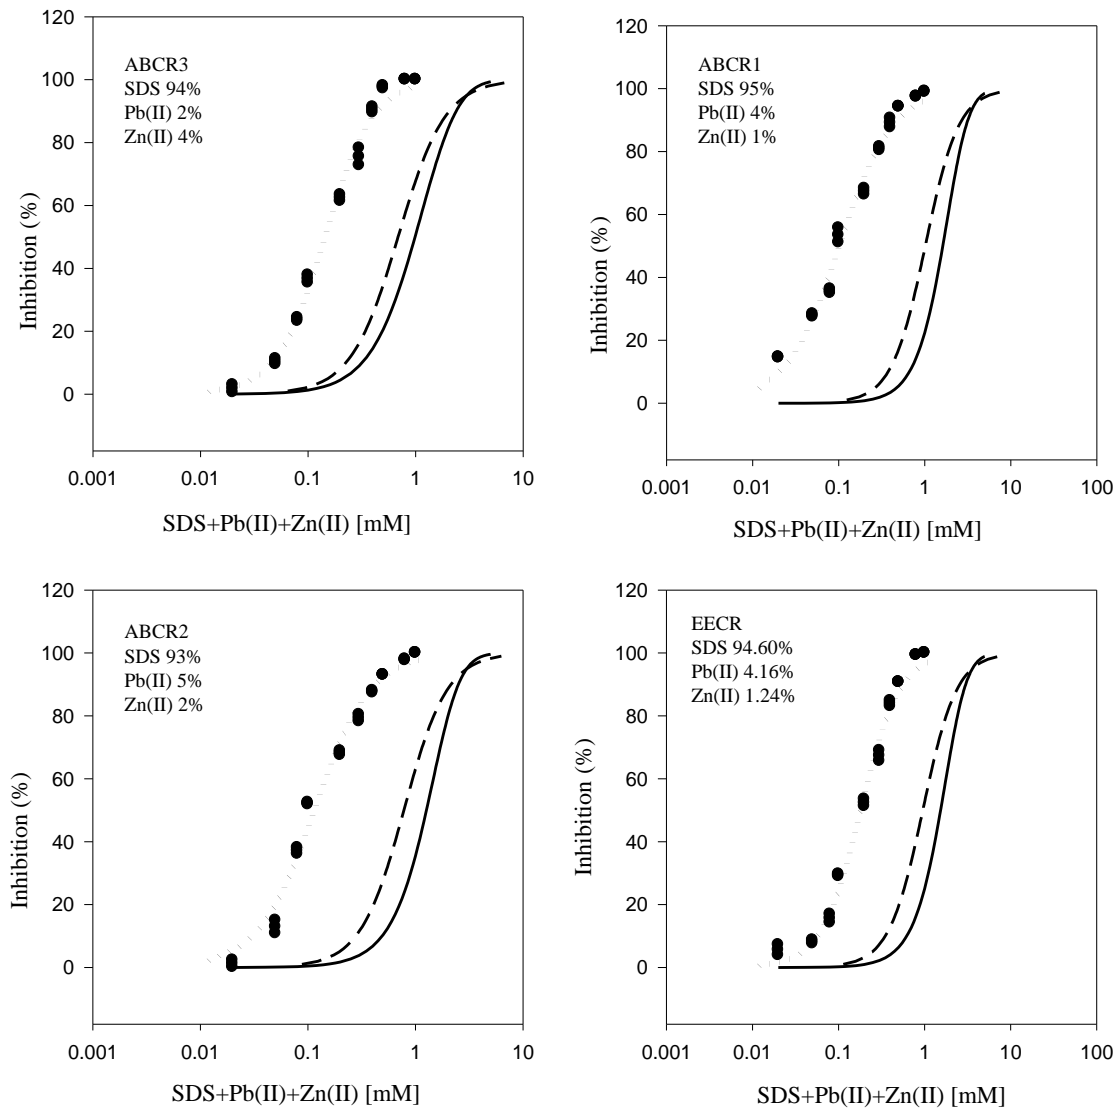 120
100
80
60
40
20
0
Inhibition (%)
ABCR3
SDS 94%
Pb(II) 2%
Zn(II) 4%
0.001 0.01 0.1 1 10
SDS+Pb(II)+Zn(II) [mM]
120
100
80
60
40
20
0
Inhibition (%)
ABCR1
SDS 95%
Pb(II) 4%
Zn(II) 1%
0.001 0.01 0.1 1 10 100
SDS+Pb(II)+Zn(II) [mM]
120
100
80
60
40
20
0
Inhibition (%)
ABCR2
SDS 93%
Pb(II) 5%
Zn(II) 2%
0.001 0.01 0.1 1 10
SDS+Pb(II)+Zn(II) [mM]
120
100
80
60
40
20
0
Inhibition (%)
EECR
SDS 94.60%
Pb(II) 4.16%
Zn(II) 1.24%
0.001 0.01 0.1 1 10 100
SDS+Pb(II)+Zn(II) [mM]